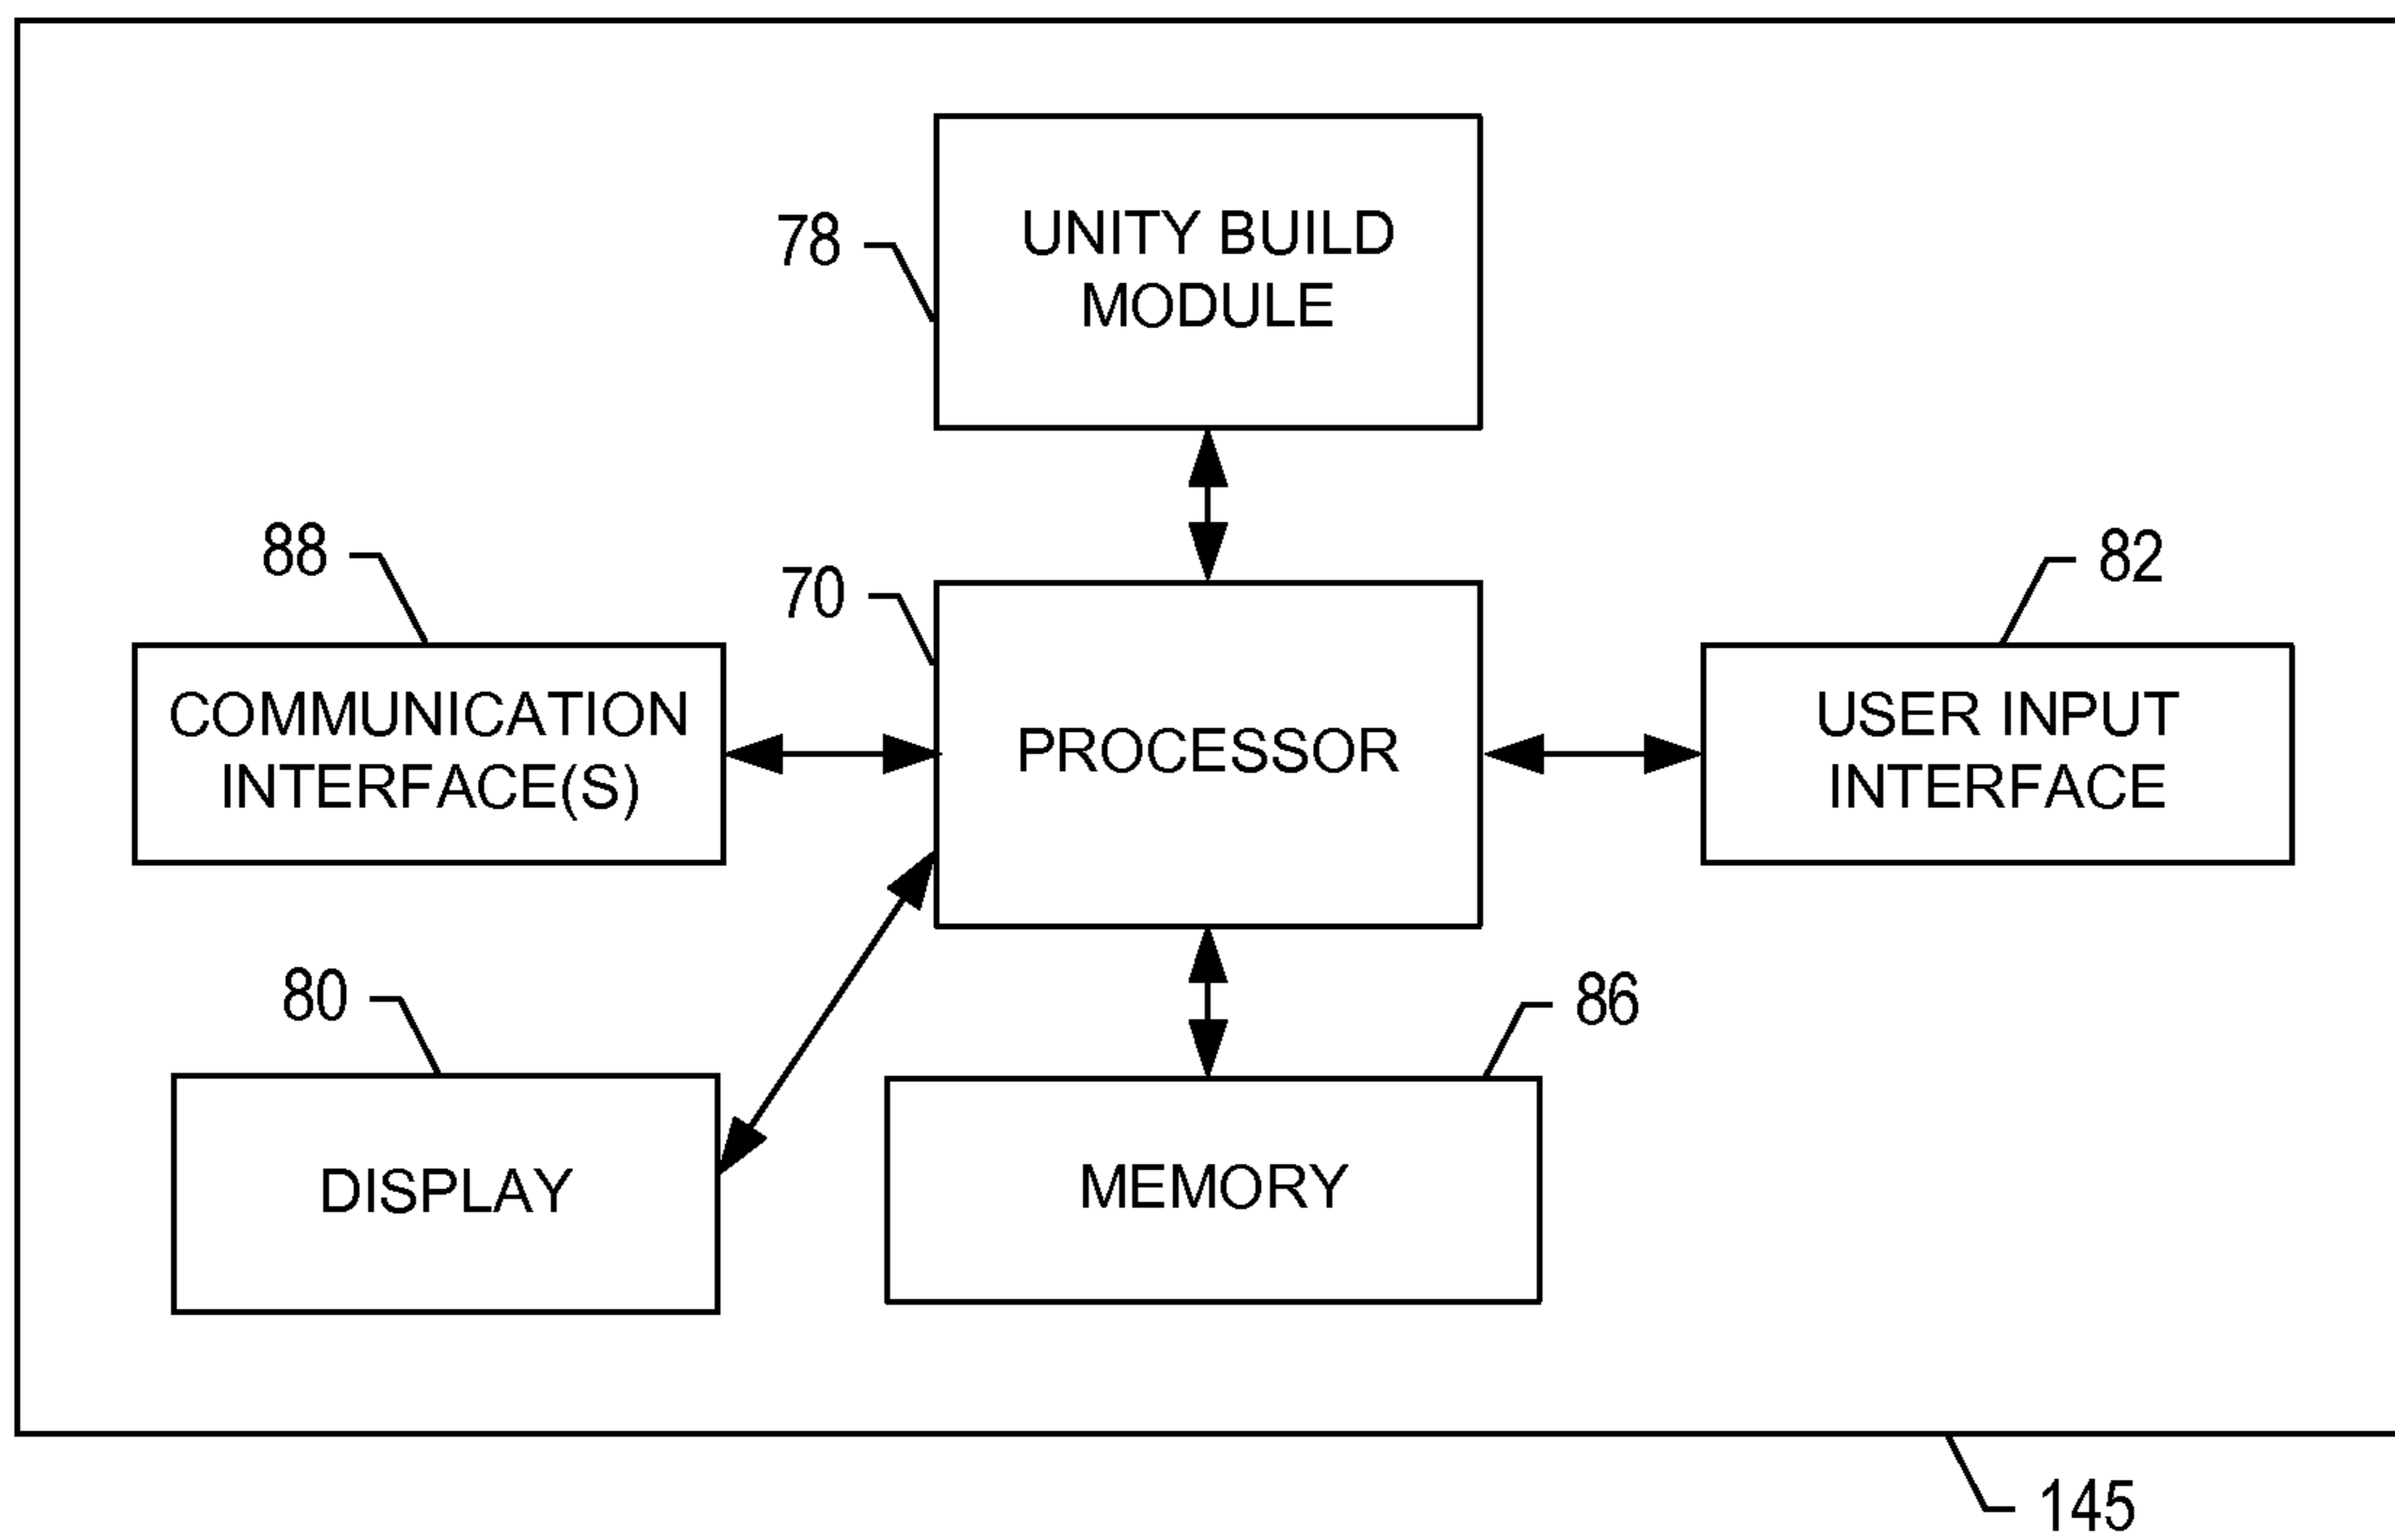 UNITY BUILD
MODULE
78
88
70
82
COMMUNICATION
INTERFACE(S)
PROCESSOR
USER INPUT
INTERFACE
80
86
DISPLAY
MEMORY
145